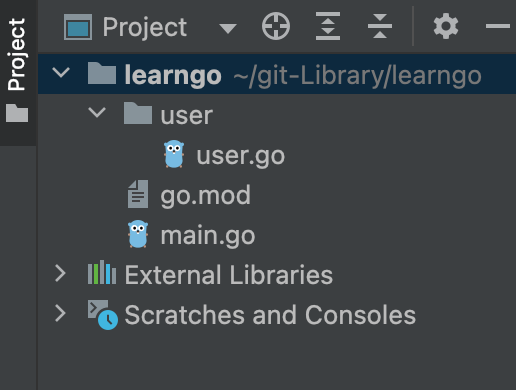 Project
Project
learngo ~/git-Library/learngo
user
user.go
go.mod
main.go
External Libraries
Scratches and Consoles